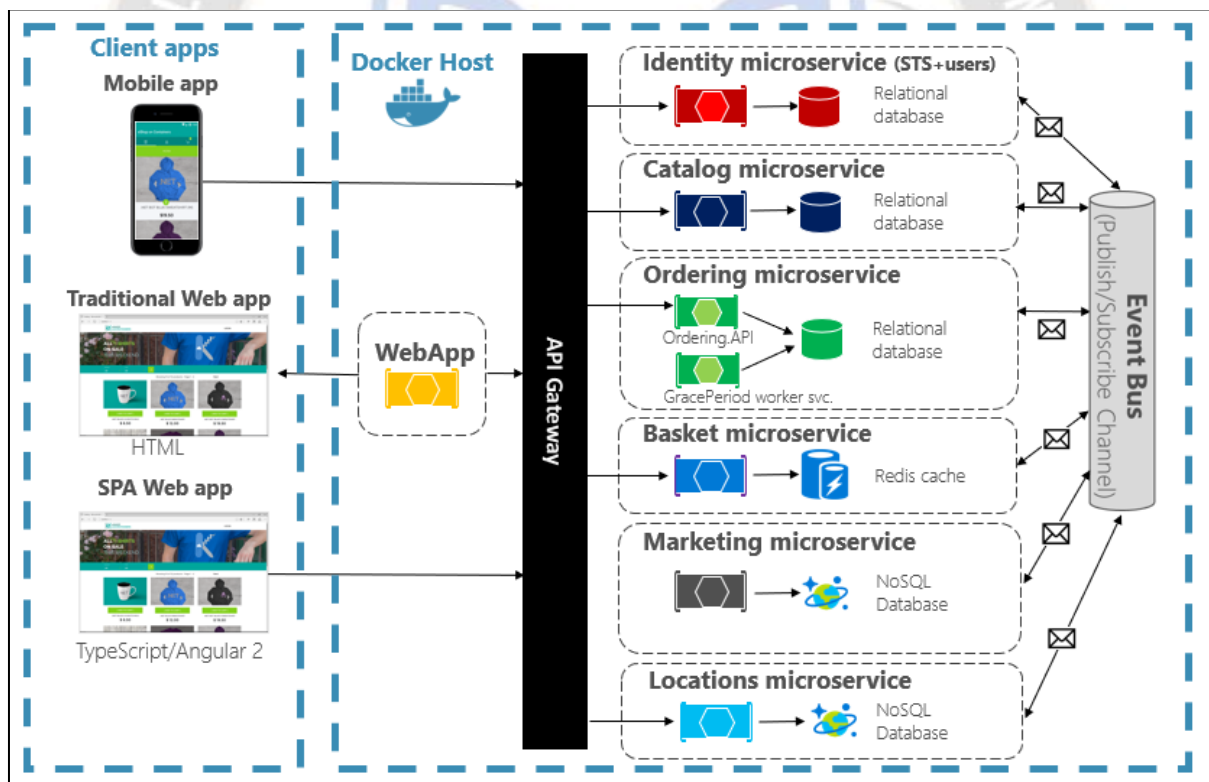 Client apps
Mobile app
Traditional Web app
HTML
SPA Web app
TypeScript/Angular 2
Docker Host
WebApp
API Gateway
Identity microservice (STS+users)
Relational
database
Catalog microservice
Relational
database
Ordering microservice
Ordering.API
GracePeriod worker svc.
Relational
database
Basket microservice
Redis cache
Marketing microservice
NoSQL
Database
Locations microservice
NoSQL
Database
Event Bus
(Publish/Subscribe Channel)